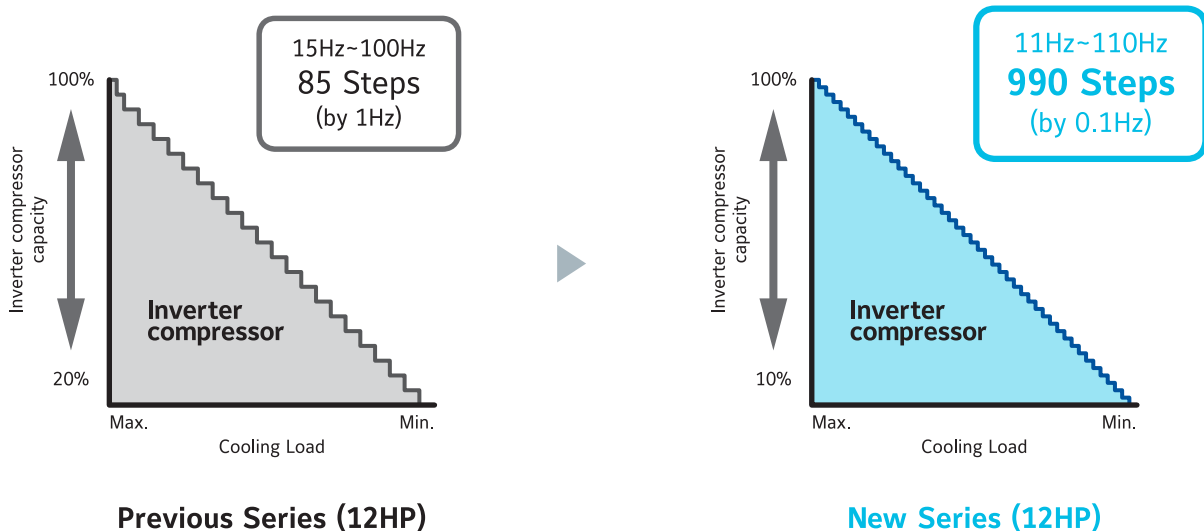 15Hz~100Hz
85 Steps
(by 1Hz)
100%
Inverter compressor
capacity
20%
Inverter
compressor
Max.
Min.
Cooling Load
Previous Series (12HP)
11Hz~110Hz
990 Steps
(by 0.1Hz)
100%
Inverter compressor
capacity
10%
Inverter
compressor
Max.
Min.
Cooling Load
New Series (12HP)